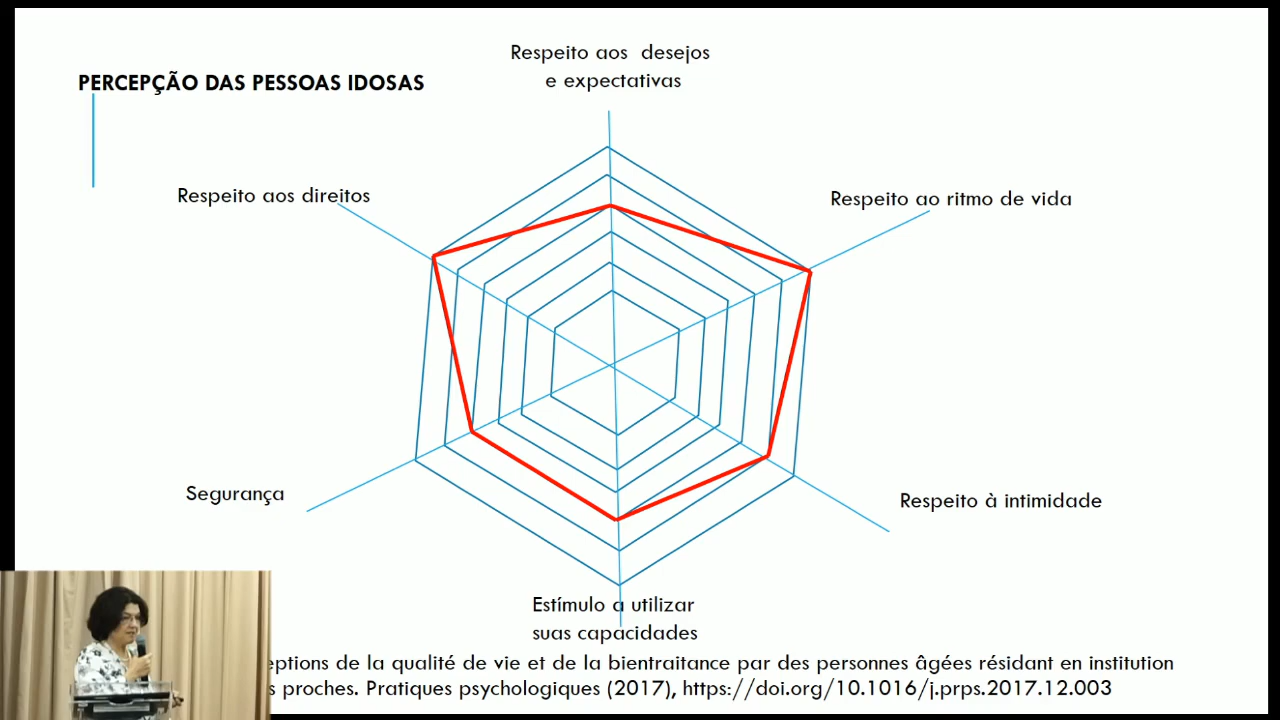 PERCEPÇÃO DAS PESSOAS IDOSAS
Respeito aos desejos
e expectativas
Respeito aos direitos
Respeito ao ritmo de vida
Segurança
Respeito à intimidade
Estímulo a utilizar
suas capacidades
de la qualité de vie et de la bientraitance par des personnes âgées résidant en institution
proches. Pratiques psychologiques (2017), https://doi.org/10.1016/j.prps.2017.12.003